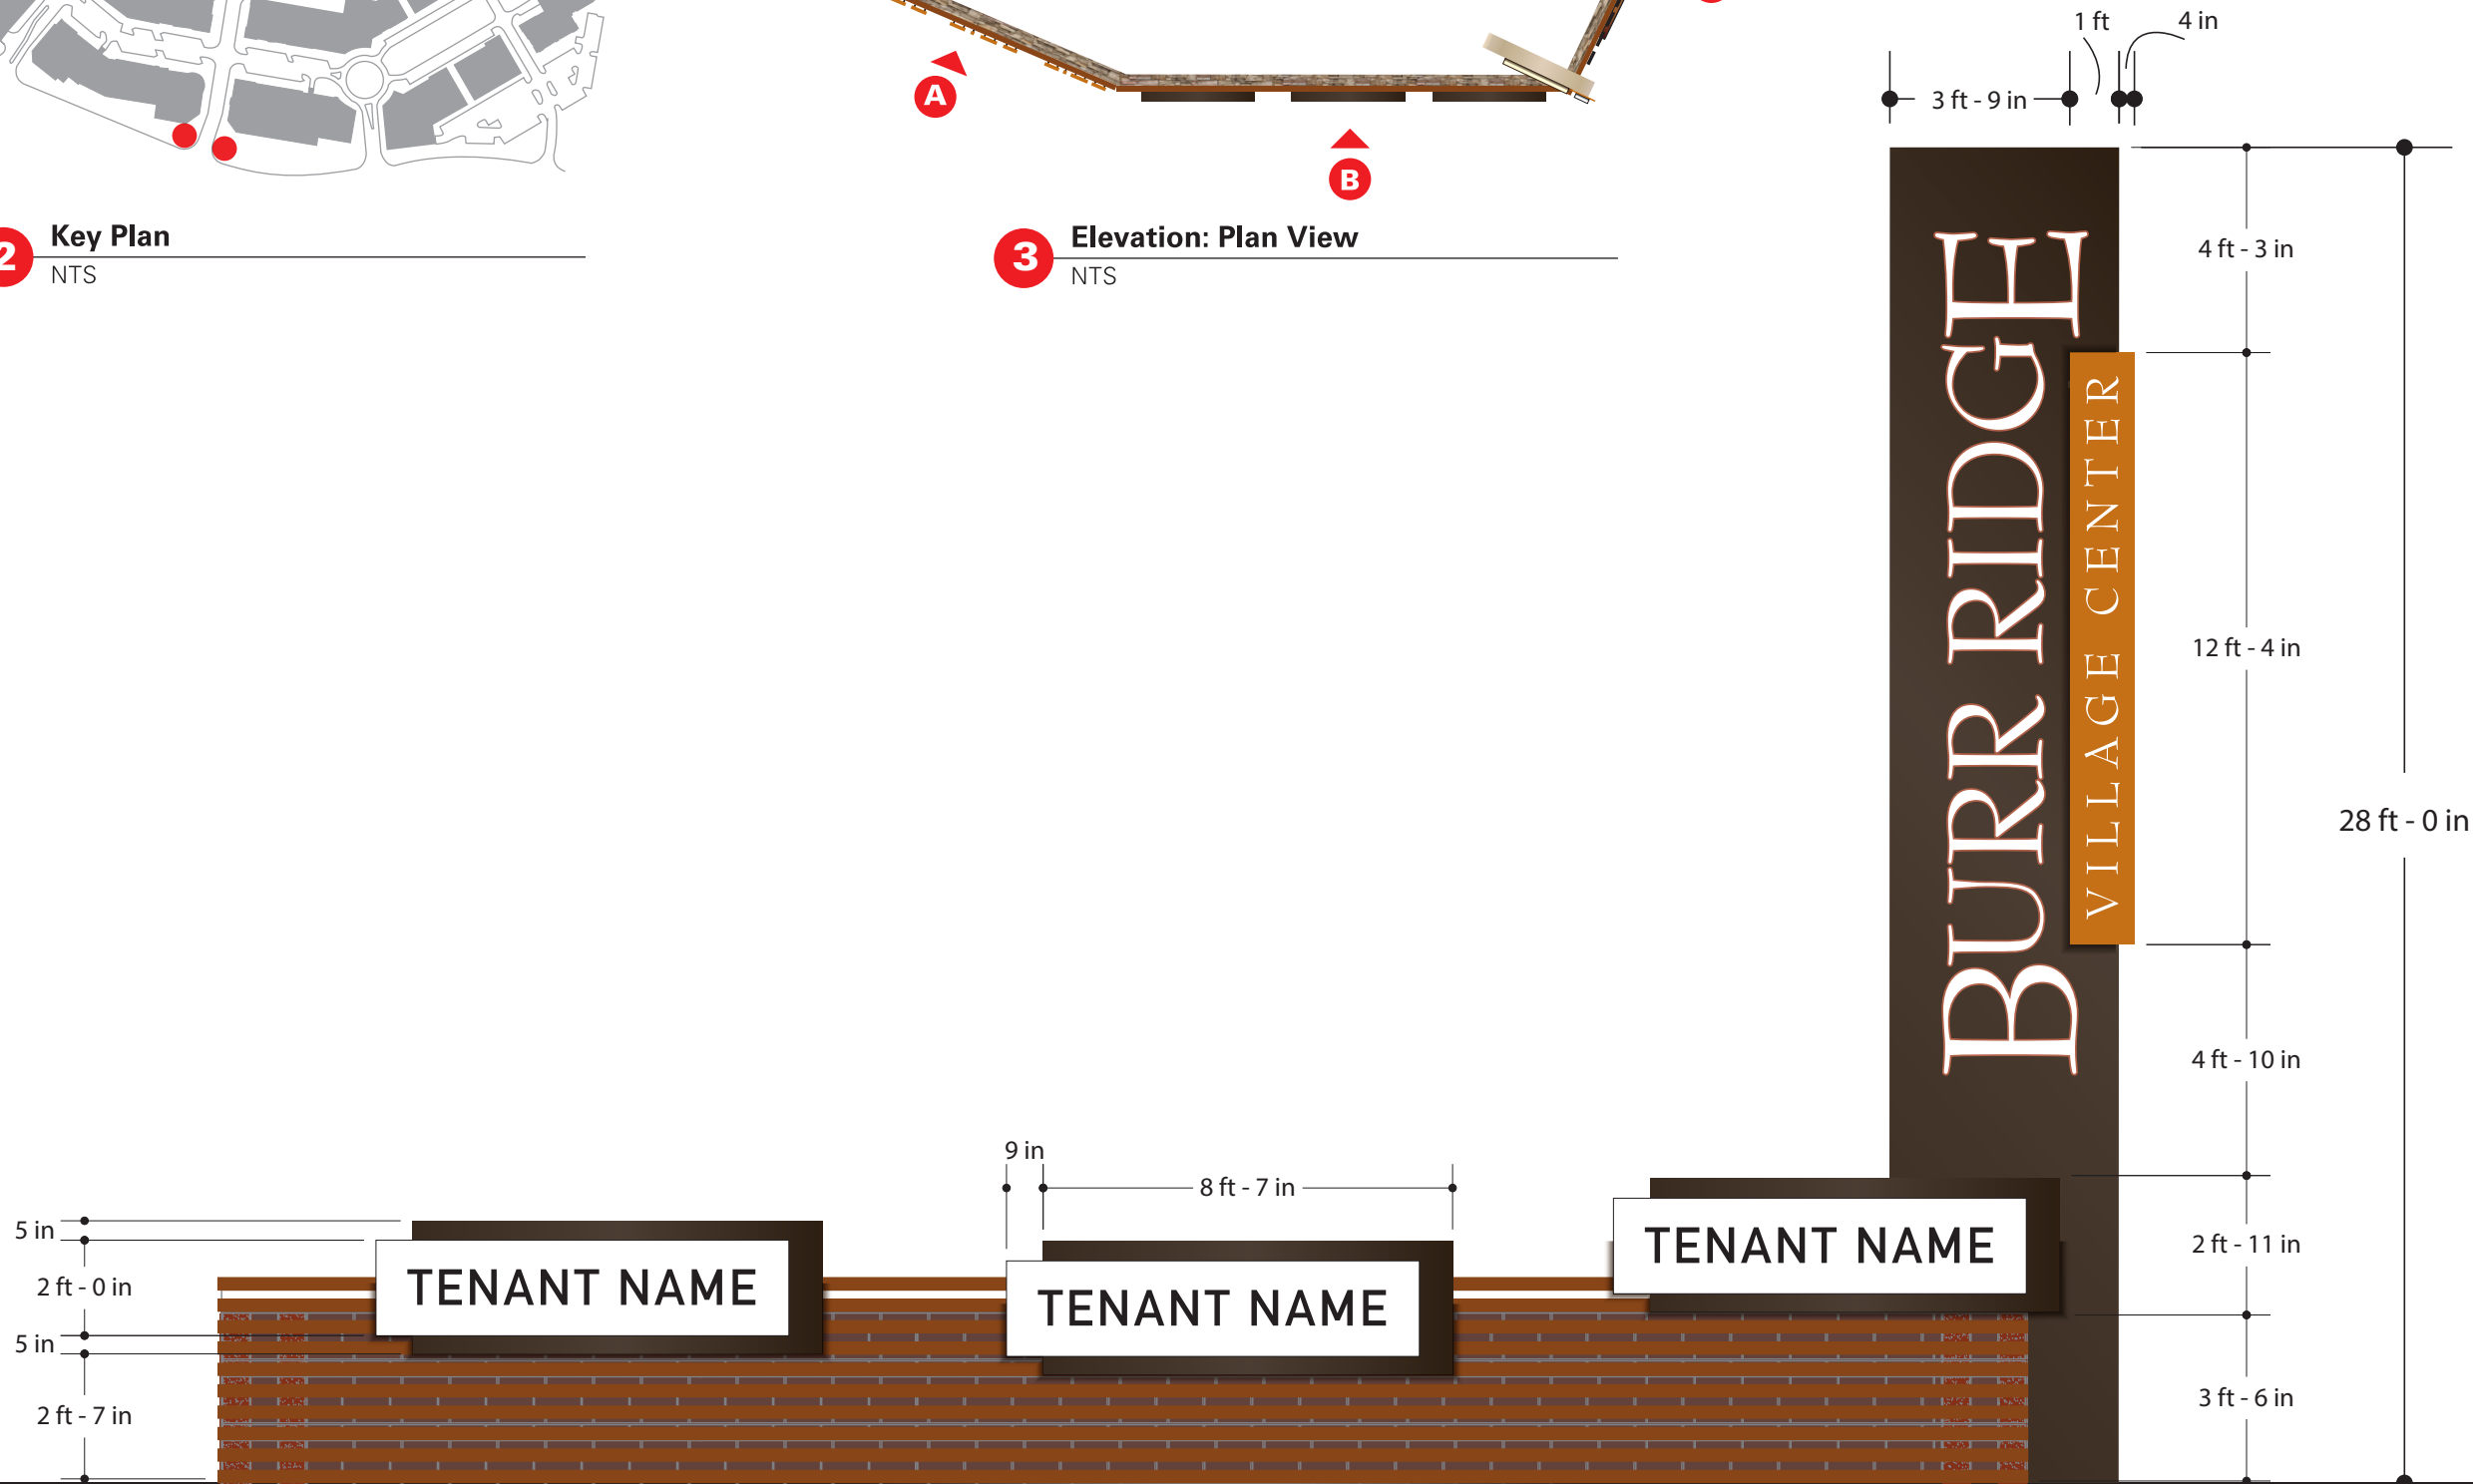 1 ft
4 in
3 ft - 9 in
A
B
2
Key Plan
NTS
3
Elevation: Plan View
NTS
4 ft - 3 in
BURR RIDGE
VILLAGE CENTER
12 ft - 4 in
28 ft - 0 in
4 ft - 10 in
9 in
8 ft - 7 in
5 in
2 ft - 0 in
5 in
2 ft - 7 in
TENANT NAME
TENANT NAME
TENANT NAME
2 ft - 11 in
3 ft - 6 in